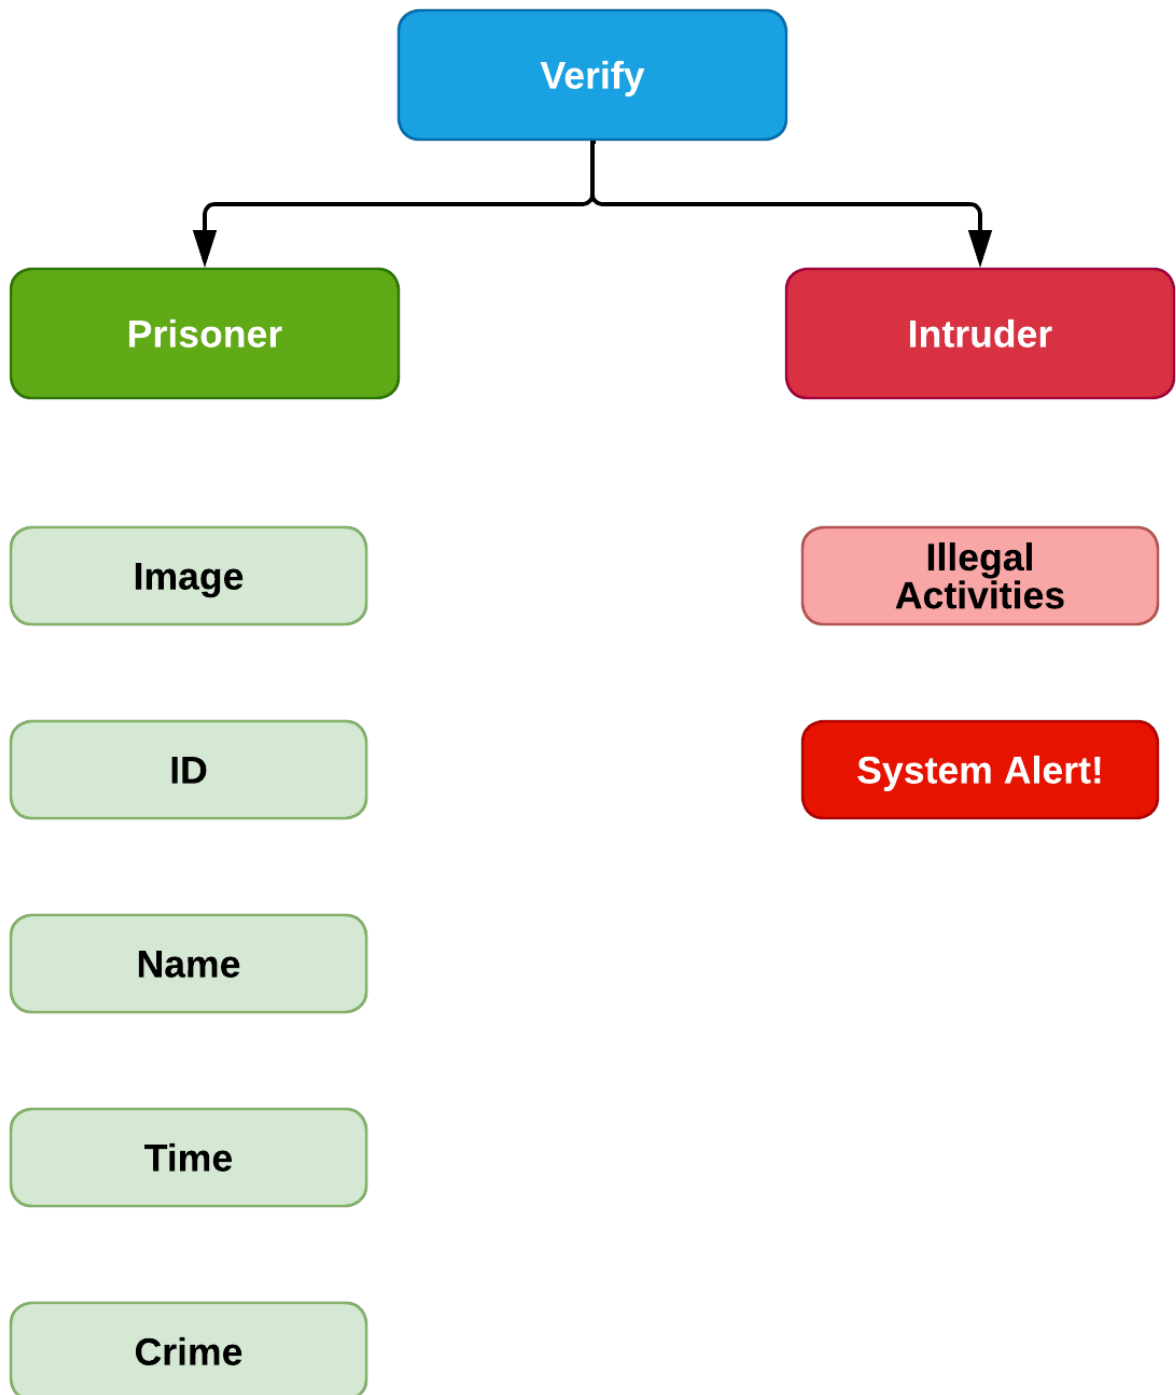 Verify
Prisoner
Intruder
Image
Illegal
Activities
ID
System Alert!
Name
Time
Crime